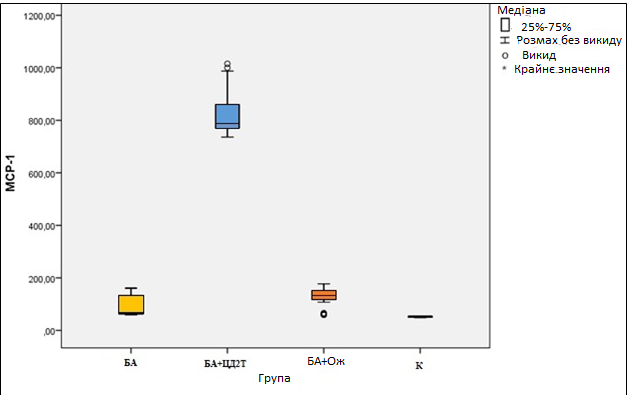 Медіана
25%-75%
Розмах без викиду
Викид
* Крайнє значення
1200,00
1000,00
800,00
600,00
400,00
200,00
,00
MCP-1
БА
БА+ЦД2Т
БА+Ож
К
Група